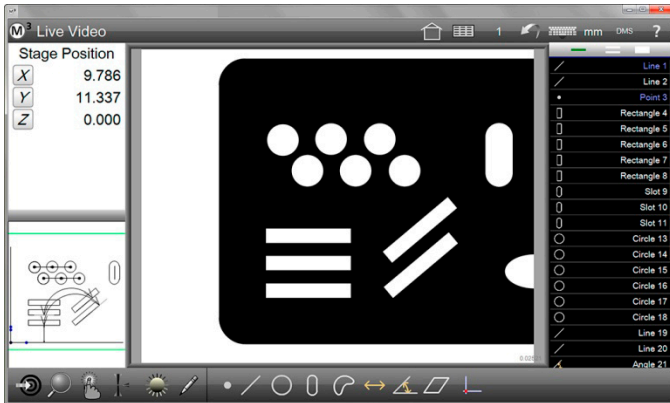 M3 Live Video
1 mm DMS ?
Stage Position
X 9.786
Y 11.337
Z 0.000
Line 1
Line 2
Point 3
Rectangle 4
Rectangle 5
Rectangle 6
Rectangle 7
Rectangle 8
Slot 9
Slot 10
Slot 11
Circle 13
Circle 14
Circle 15
Circle 16
Circle 17
Circle 18
Line 19
Line 20
Angle 21